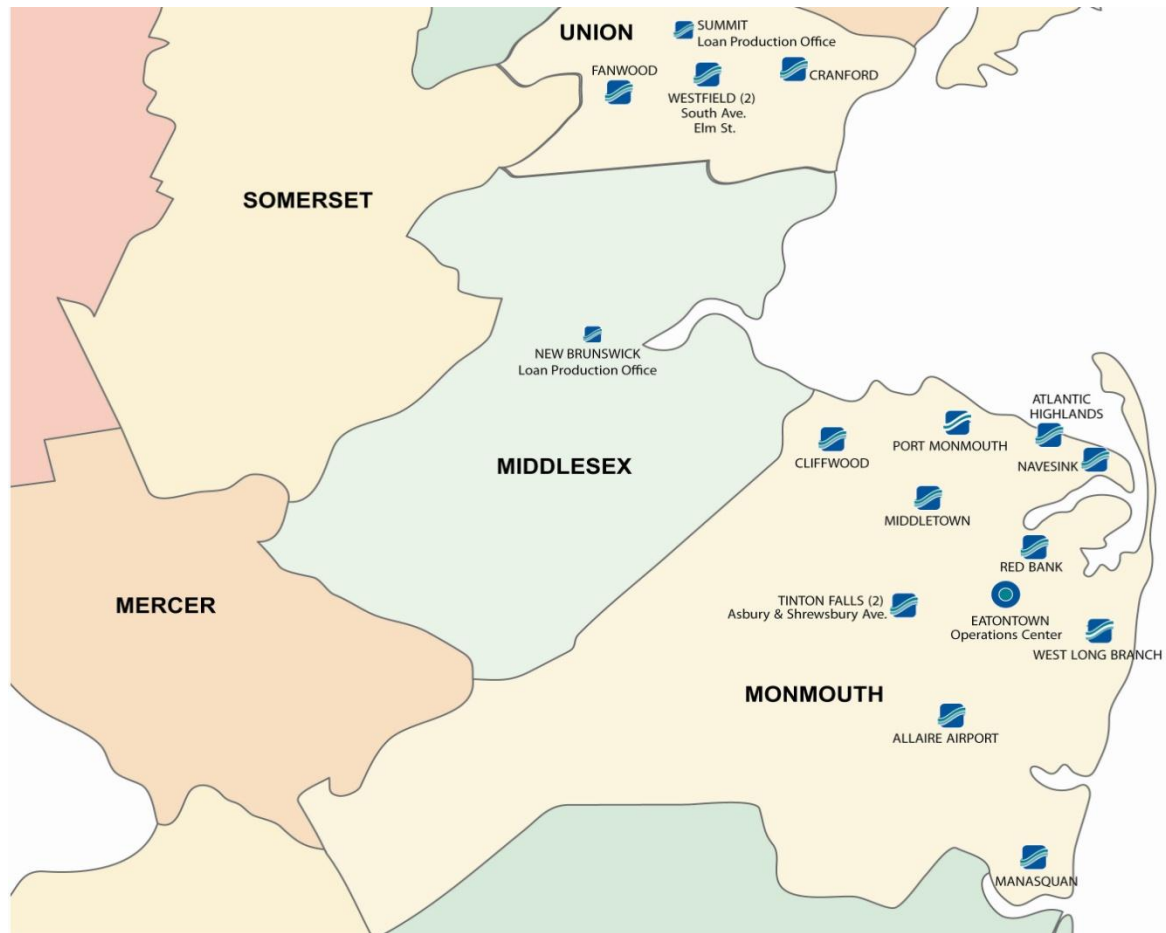 UNION
SUMMIT
Loan Production Office
FANWOOD
WESTFIELD (2)
South Ave.
Elm St.
CRANFORD
SOMERSET
NEW BRUNSWICK
Loan Production Office
MIDDLESEX
CLIFFWOOD
PORT MONMOUTH
ATLANTIC
HIGHLANDS
NAVESINK
MIDDLETOWN
RED BANK
MERCER
TINTON FALLS (2)
Asbury & Shrewsbury Ave.
EATONTOWN
Operations Center
WEST LONG BRANCH
MONMOUTH
ALLAIRE AIRPORT
MANASQUAN